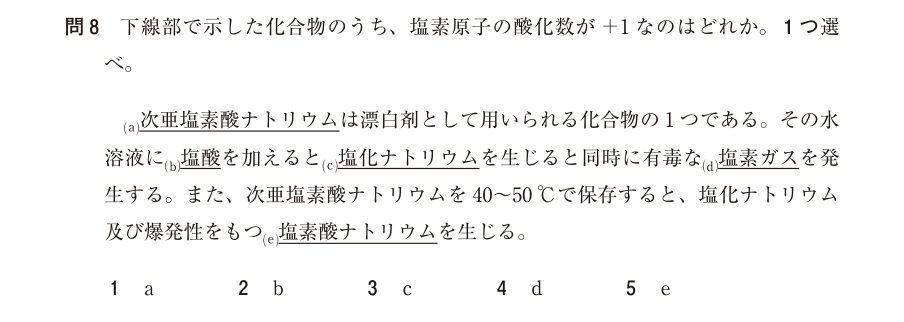 問8　下線部で示した化合物のうち、塩素原子の酸化数が +1 なのはどれか。1つ選
べ。
(a)次亜塩素酸ナトリウムは漂白剤として用いられる化合物の1つである。その水
溶液に(b)塩酸を加えると(c)塩化ナトリウムを生じると同時に有毒な(d)塩素ガスを発
生する。また、次亜塩素酸ナトリウムを 40〜50 ℃で保存すると、塩化ナトリウム
及び爆発性をもつ(e)塩素酸ナトリウムを生じる。
1　a　2　b　3　c　4　d　5　e